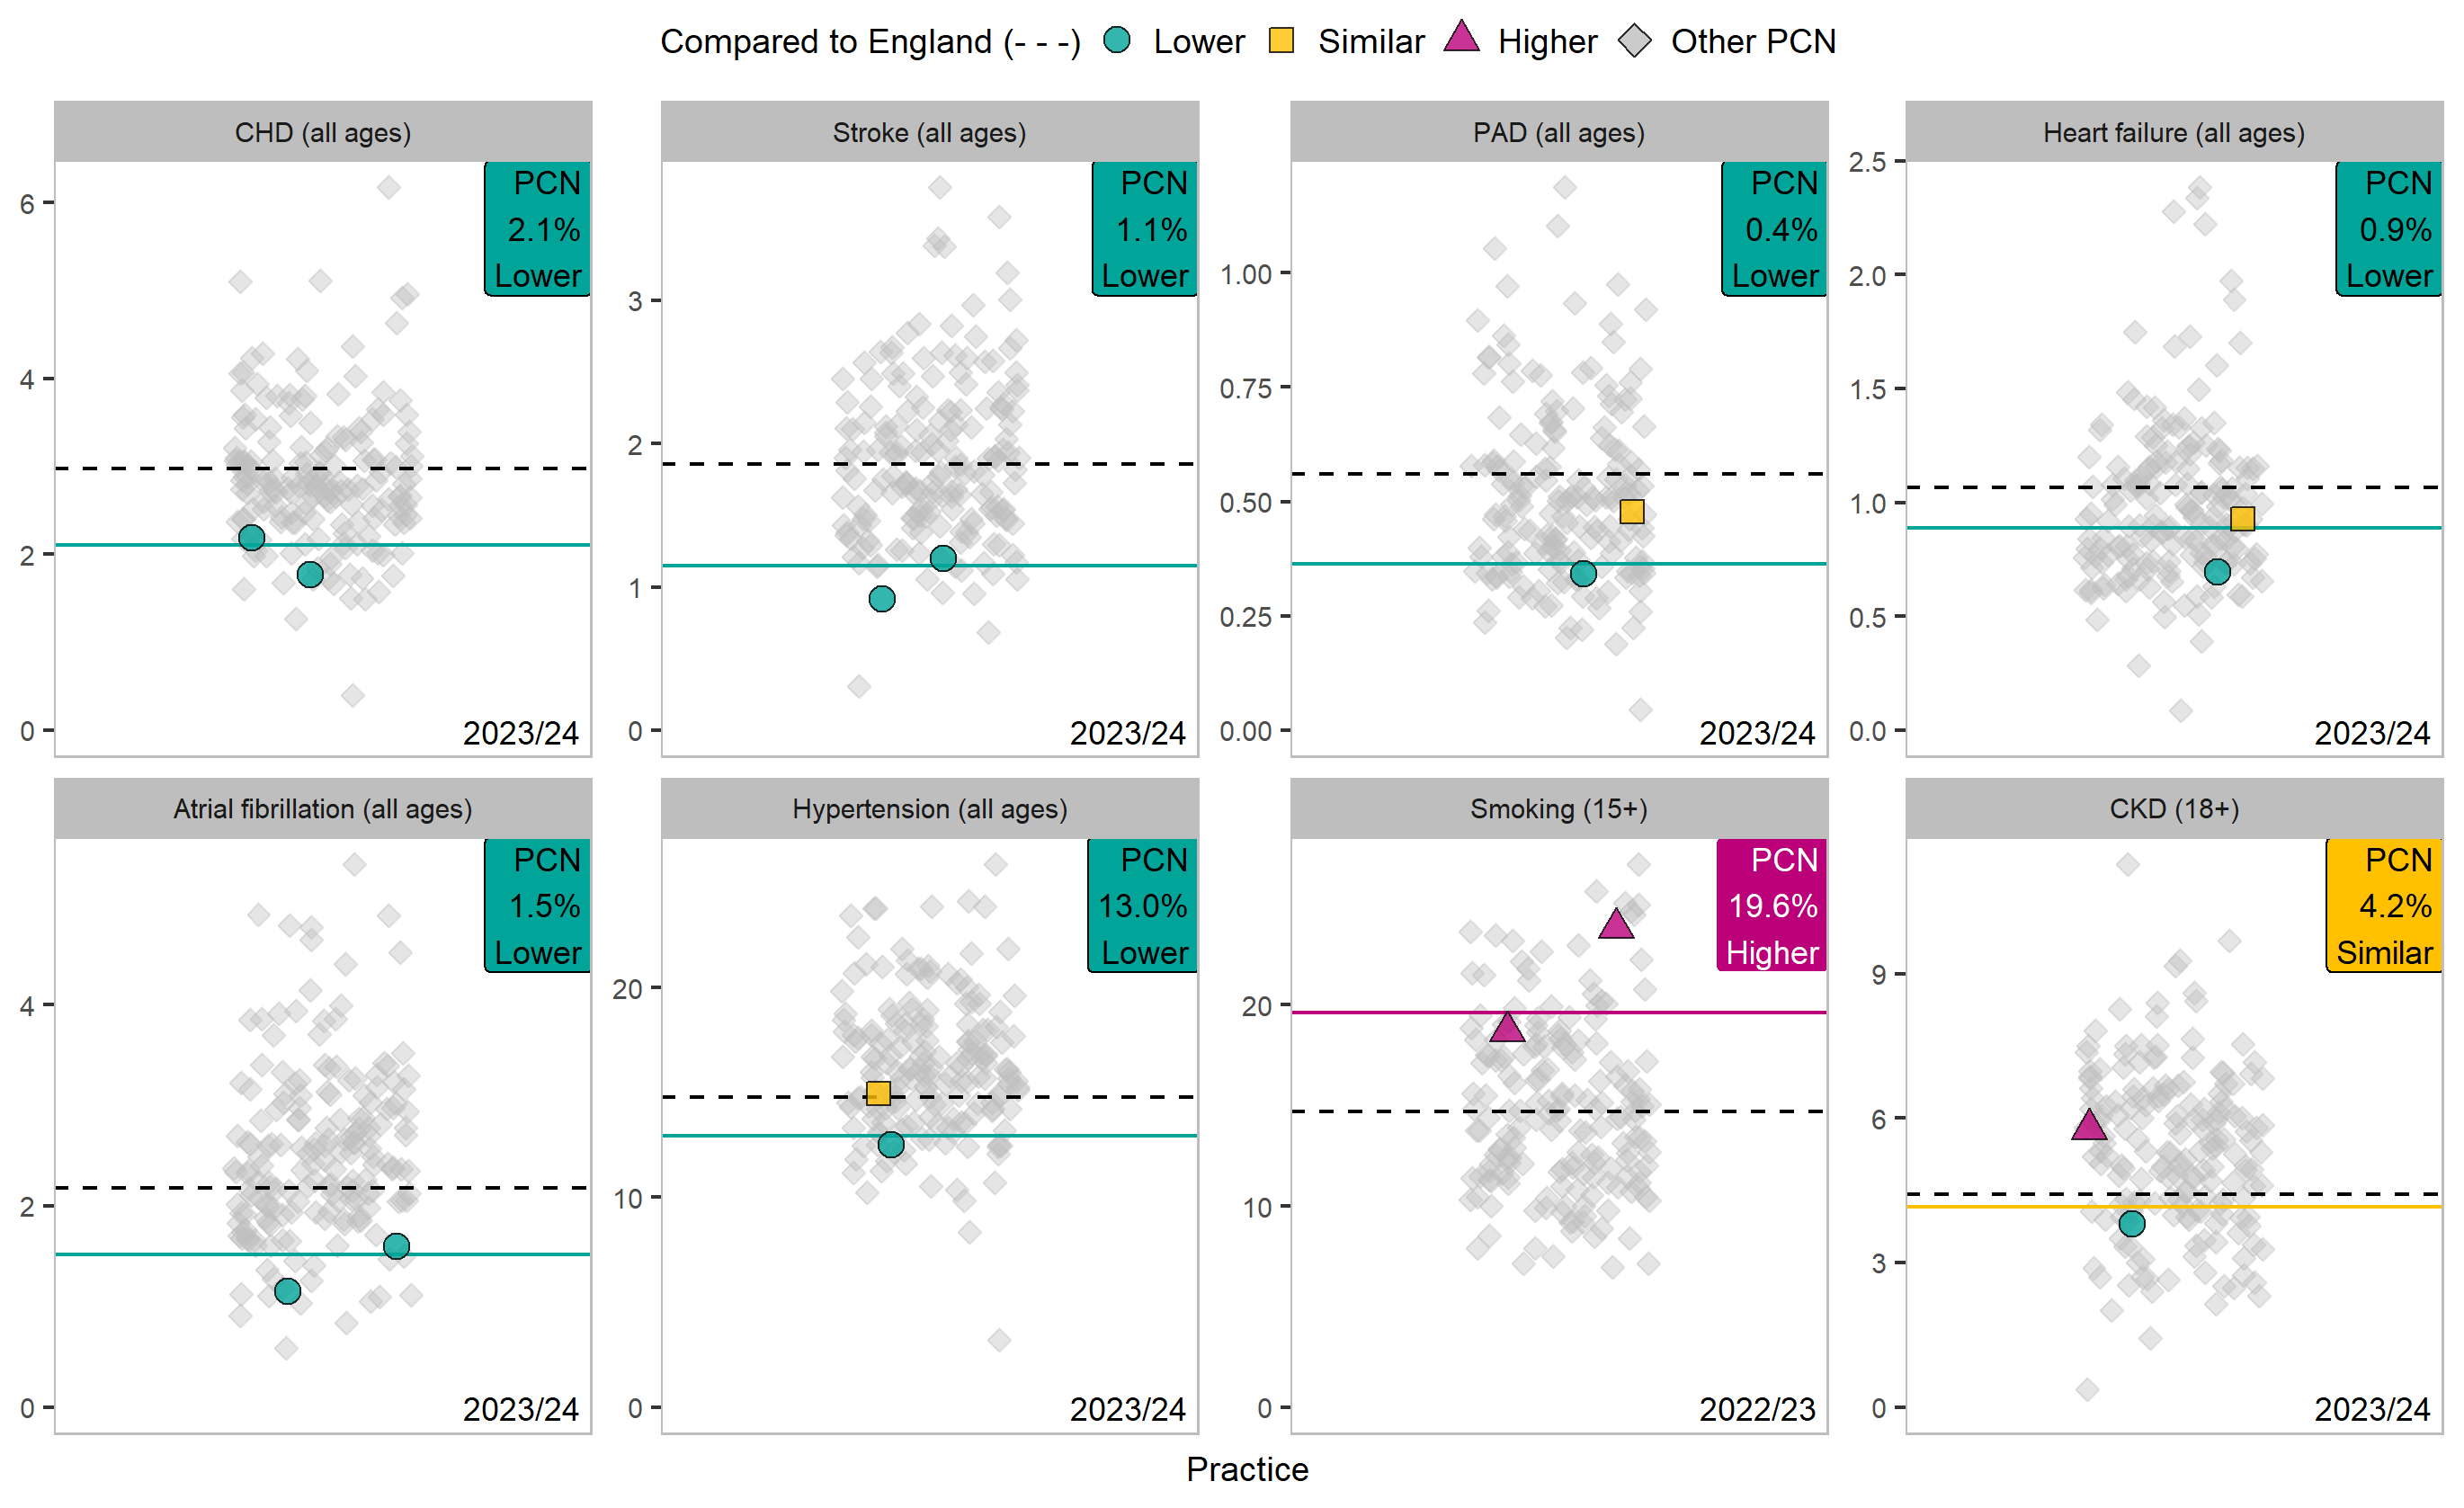 Compared to England (- - -) Lower Similar Higher Other PCN
CHD (all ages)
6
4
2
0
PCN
2.1%
Lower
2023/24
Stroke (all ages)
3
2
1
0
PCN
1.1%
Lower
2023/24
PAD (all ages)
1.00
0.75
0.50
0.25
0.00
PCN
0.4%
Lower
2023/24
Heart failure (all ages)
2.5
2.0
1.5
1.0
0.5
0.0
PCN
0.9%
Lower
2023/24
Atrial fibrillation (all ages)
4
2
0
PCN
1.5%
Lower
2023/24
Hypertension (all ages)
20
10
0
PCN
13.0%
Lower
2023/24
Smoking (15+)
20
10
0
PCN
19.6%
Higher
2022/23
CKD (18+)
9
6
3
0
PCN
4.2%
Similar
2023/24
Practice